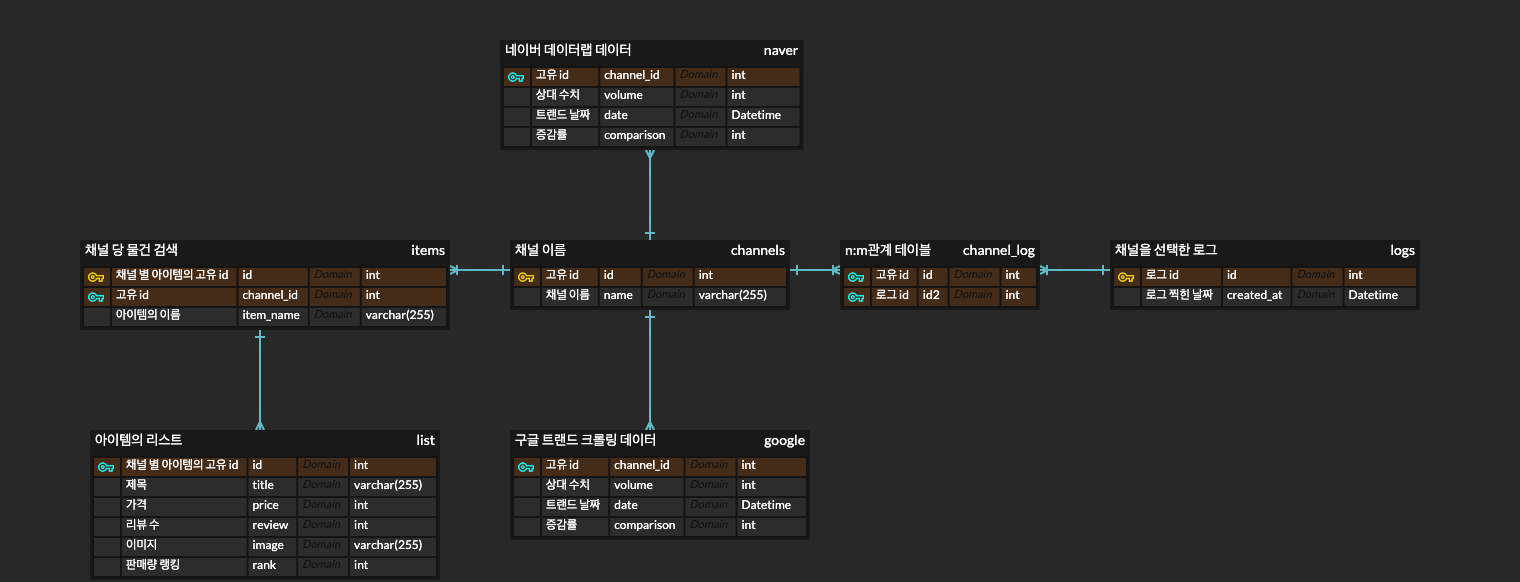 네이버 데이터랩 데이터 naver
고유 id channel_id Domain int
상대 수치 volume Domain int
트랜드 날짜 date Domain Datetime
증감률 comparison Domain int
채널 당 물건 검색 items
채널 별 아이템의 고유 id id Domain int
고유 id channel_id Domain int
아이템의 이름 item_name Domain varchar(255)
채널 이름 channels
고유 id id Domain int
채널 이름 name Domain varchar(255)
n:m관계 테이블 channel_log
고유 id id Domain int
로그 id id2 Domain int
채널을 선택한 로그 logs
로그 id id Domain int
로그 찍힌 날짜 created_at Domain Datetime
아이템의 리스트 list
채널 별 아이템의 고유 id id Domain int
제목 title Domain varchar(255)
가격 price Domain int
리뷰 수 review Domain int
이미지 image Domain varchar(255)
판매량 랭킹 rank Domain int
구글 트랜드 크롤링 데이터 google
고유 id channel_id Domain int
상대 수치 volume Domain int
트랜드 날짜 date Domain Datetime
증감률 comparison Domain int